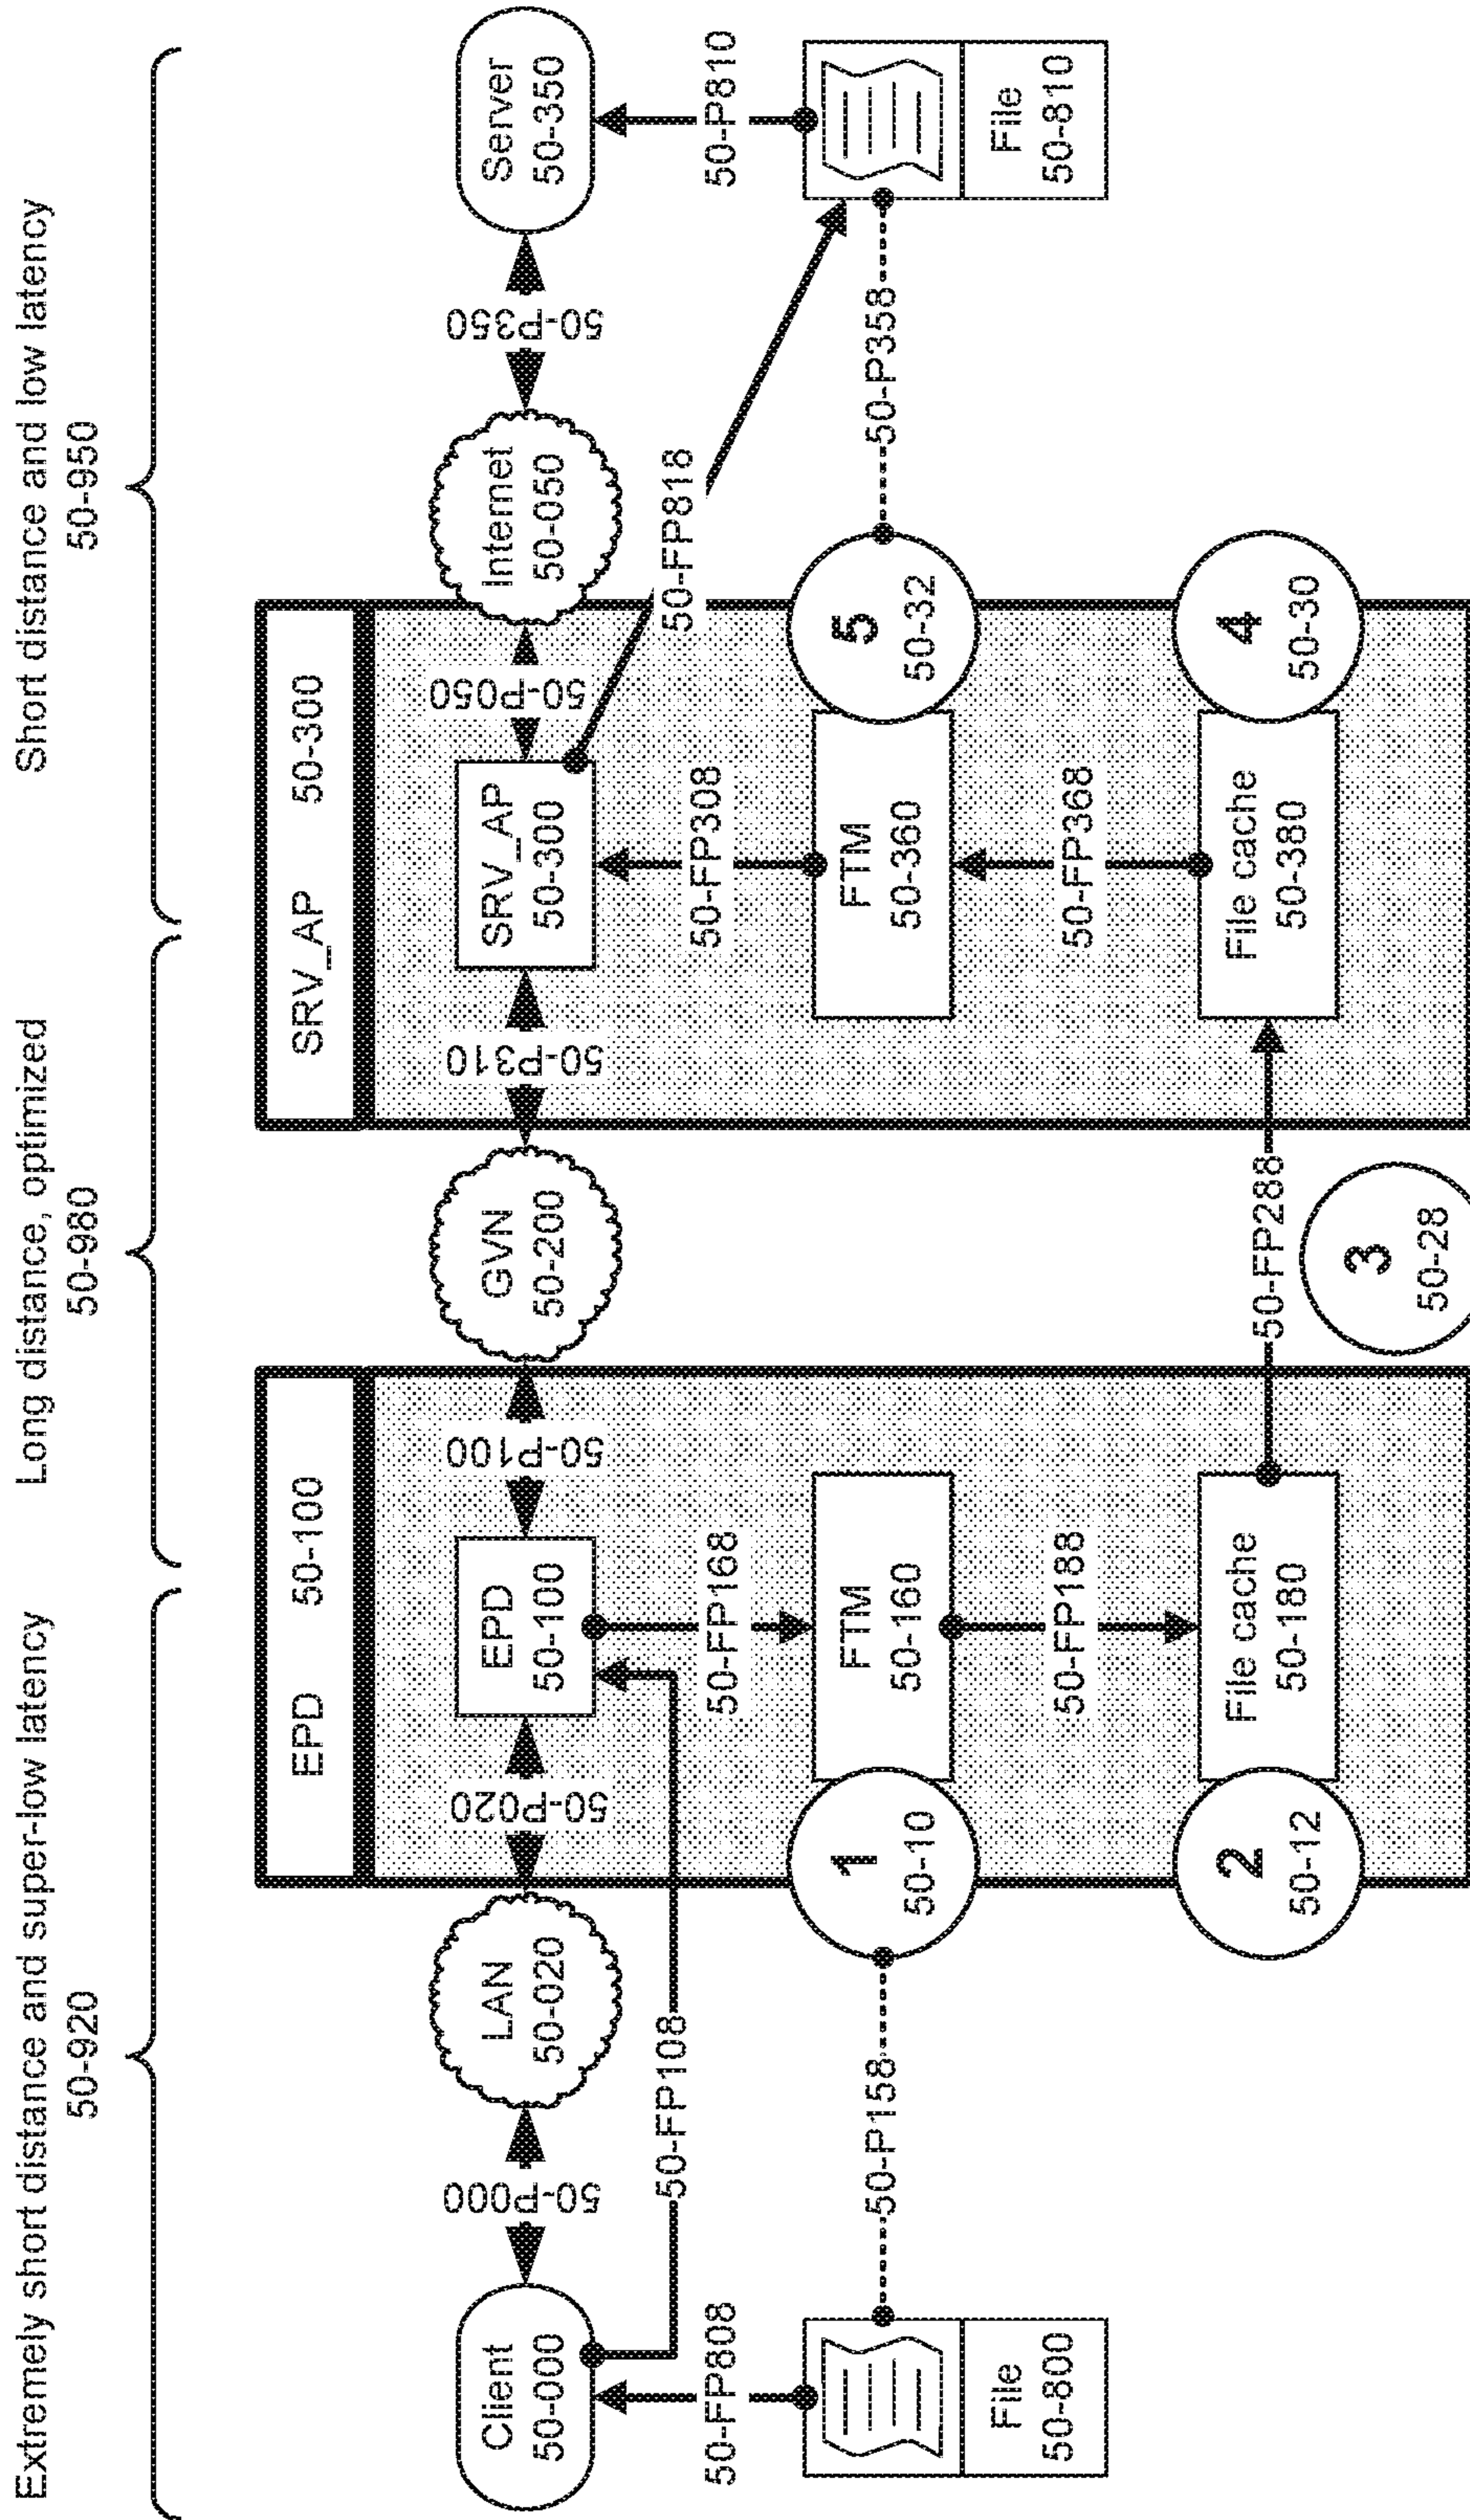 Extremely short distance and super-low latency
50-920
Long distance, optimized
50-980
Short distance and low latency
50-950
EPD 50-100
SRV_AP 50-300
Client
50-000
50-P000
LAN
50-020
50-P020
EPD
50-100
50-P100
GVN
50-200
50-P310
SRV_AP
50-300
50-P050
Internet
50-050
50-P350
Server
50-350
50-FP108
50-FP818
50-FP808
50-FP168
50-FP308
50-P810
File
50-800
50-P158
1
50-10
FTM
50-160
FTM
50-360
5
50-32
50-P358
File
50-810
50-FP188
50-FP368
2
50-12
File cache
50-180
50-FP288
File cache
50-380
4
50-30
3
50-28